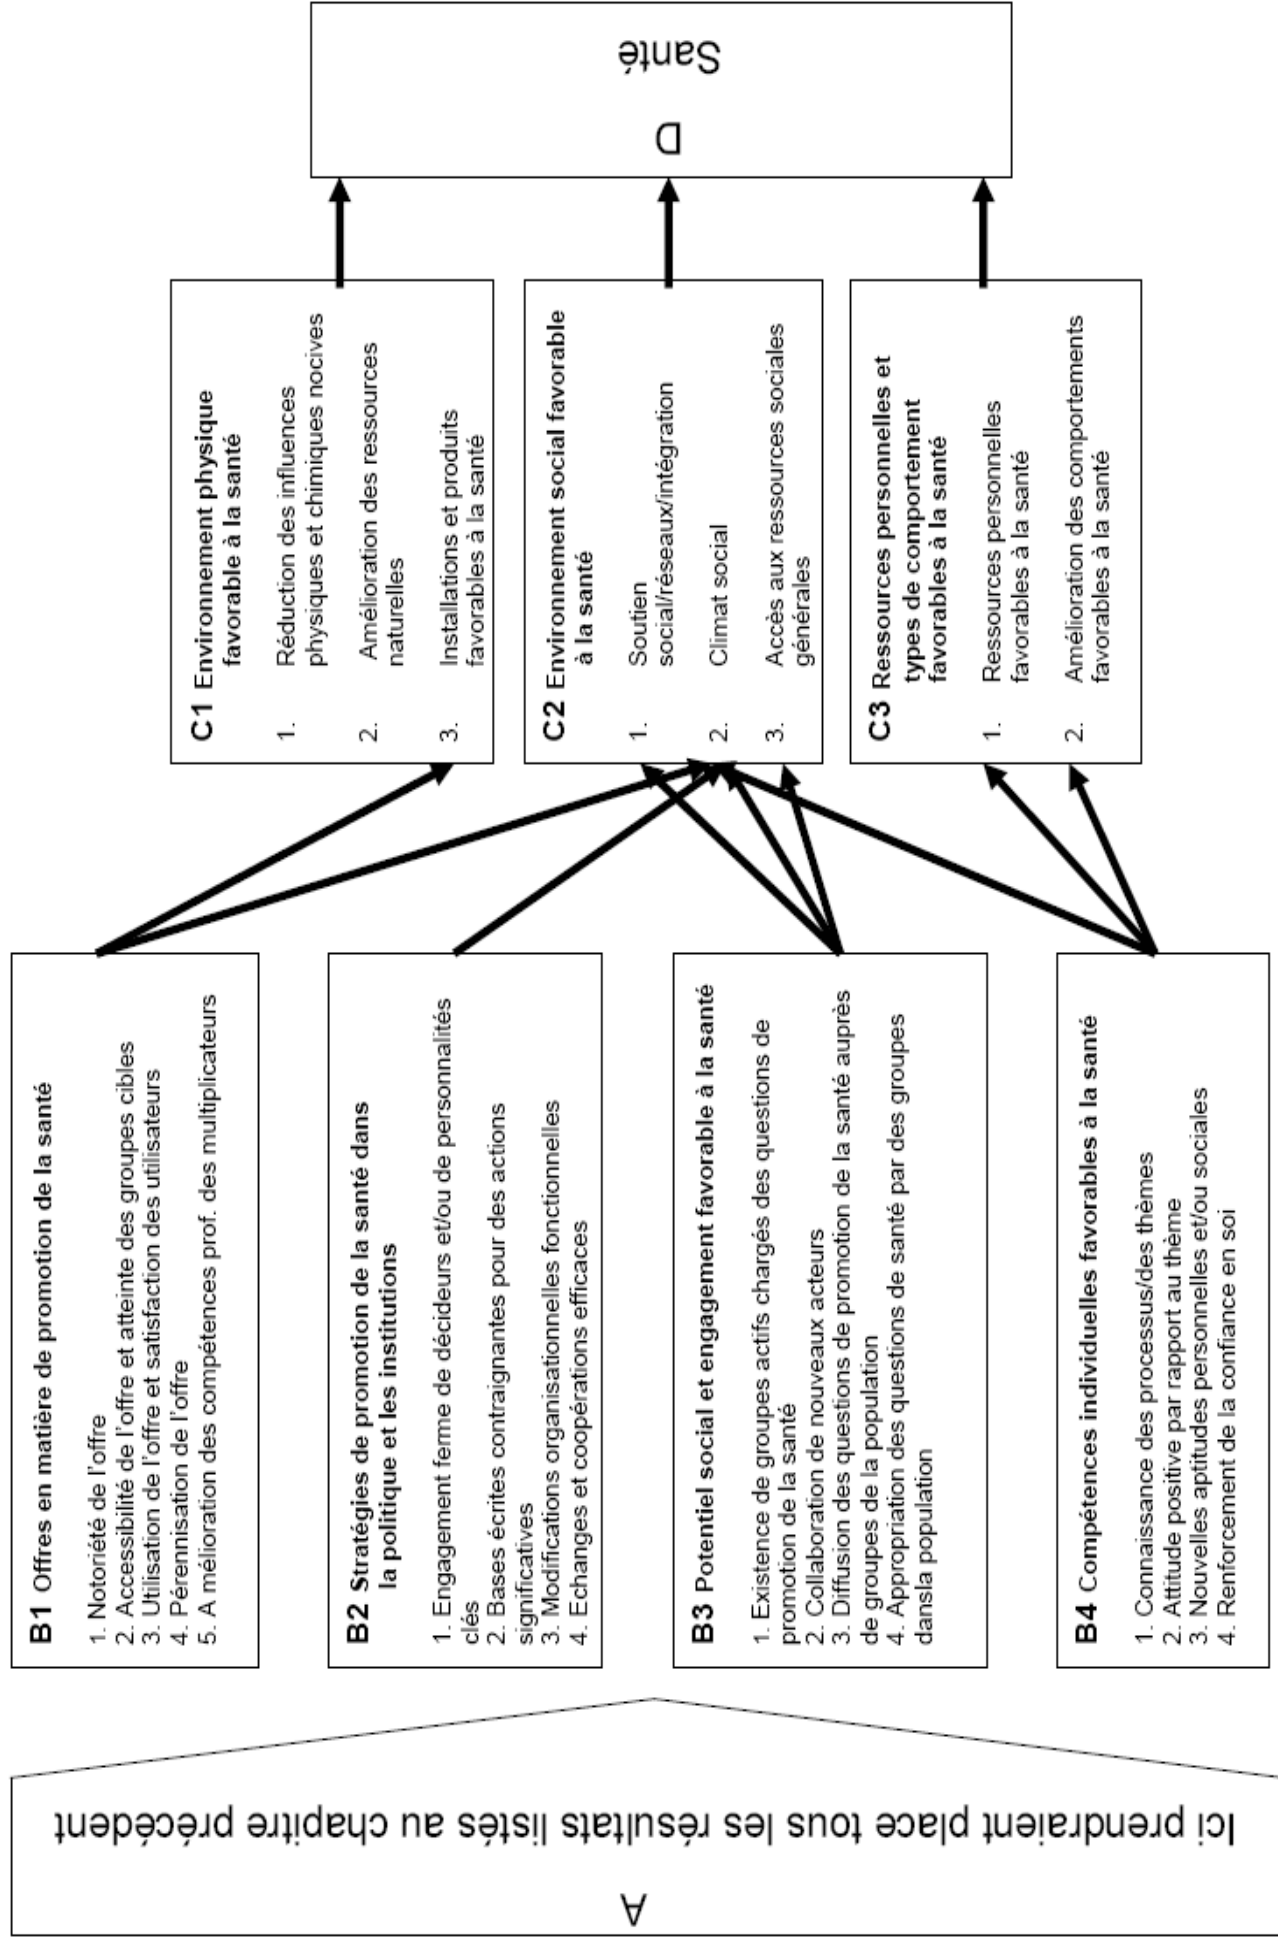 A
Ici prendraient place tous les résultats listés au chapitre précédent
B1 Offres en matière de promotion de la santé
1. Notoriété de l'offre
2. Accessibilité de l'offre et atteinte des groupes cibles
3. Utilisation de l'offre et satisfaction des utilisateurs
4. Pérennisation de l'offre
5. A mélioration des compétences prof. des multiplicateurs
B2 Stratégies de promotion de la santé dans
la politique et les institutions
1. Engagement ferme de décideurs et/ou de personnalités
clés
2. Bases écrites contraignantes pour des actions
significatives
3. Modifications organisationnelles fonctionnelles
4. Echanges et coopérations efficaces
B3 Potentiel social et engagement favorable à la santé
1. Existence de groupes actifs chargés des questions de
promotion de la santé
2. Collaboration de nouveaux acteurs
3. Diffusion des questions de promotion de la santé auprès
de groupes de la population
4. Appropriation des questions de santé par des groupes
dansla population
B4 Compétences individuelles favorables à la santé
1. Connaissance des processus/des thèmes
2. Attitude positive par rapport au thème
3. Nouvelles aptitudes personnelles et/ou sociales
4. Renforcement de la confiance en soi
C1 Environnement physique
favorable à la santé
1. Réduction des influences
physiques et chimiques nocives
2. Amélioration des ressources
naturelles
3. Installations et produits
favorables à la santé
C2 Environnement social favorable
à la santé
1. Soutien
social/réseaux/intégration
2. Climat social
3. Accès aux ressources sociales
générales
C3 Ressources personnelles et
types de comportement
favorables à la santé
1. Ressources personnelles
favorables à la santé
2. Amélioration des comportements
favorables à la santé
D
Santé